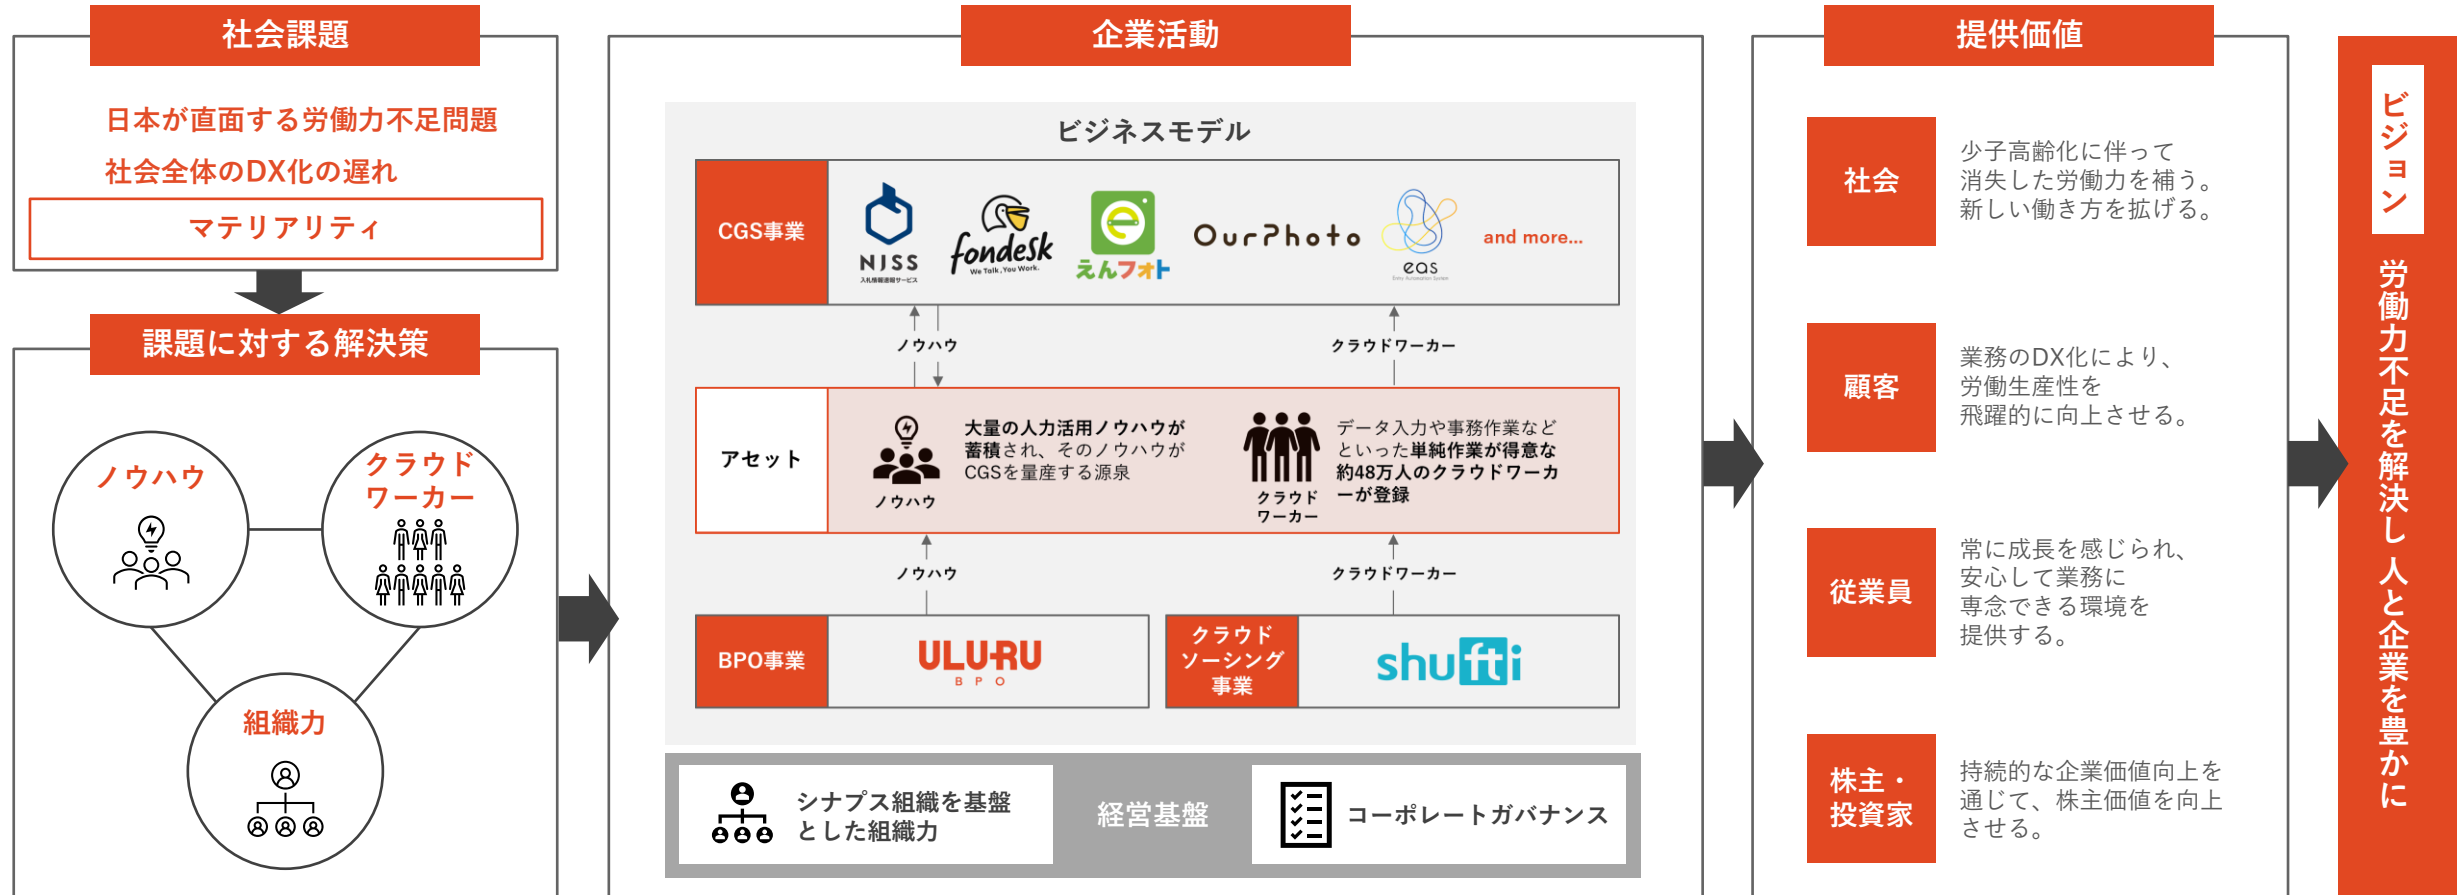 社会課題
日本が直面する労働力不足問題
社会全体のDX化の遅れ
マテリアリティ
課題に対する解決策
ノウハウ
クラウド
ワーカー
組織力
企業活動
ビジネスモデル
CGS事業
NJSS
入札情報速報サービス
fondesk
We Talk, You Work.
e
えんフォト
OurPhoto
eas
Entry Automation System
and more...
ノウハウ
クラウドワーカー
アセット
ノウハウ
大量の人力活用ノウハウが
蓄積され、そのノウハウが
CGSを量産する源泉
クラウド
ワーカー
データ入力や事務作業など
といった単純作業が得意な
約48万人のクラウドワーカ
ーが登録
ノウハウ
クラウドワーカー
BPO事業
ULURU
BPO
クラウド
ソーシング
事業
shufti
シナプス組織を基盤
とした組織力
経営基盤
コーポレートガバナンス
提供価値
社会
少子高齢化に伴って
消失した労働力を補う。
新しい働き方を拡げる。
顧客
業務のDX化により、
労働生産性を
飛躍的に向上させる。
従業員
常に成長を感じられ、
安心して業務に
専念できる環境を
提供する。
株主・
投資家
持続的な企業価値向上を
通じて、株主価値を向上
させる。
ビジョン
労働力不足を解決し 人と企業を豊かに